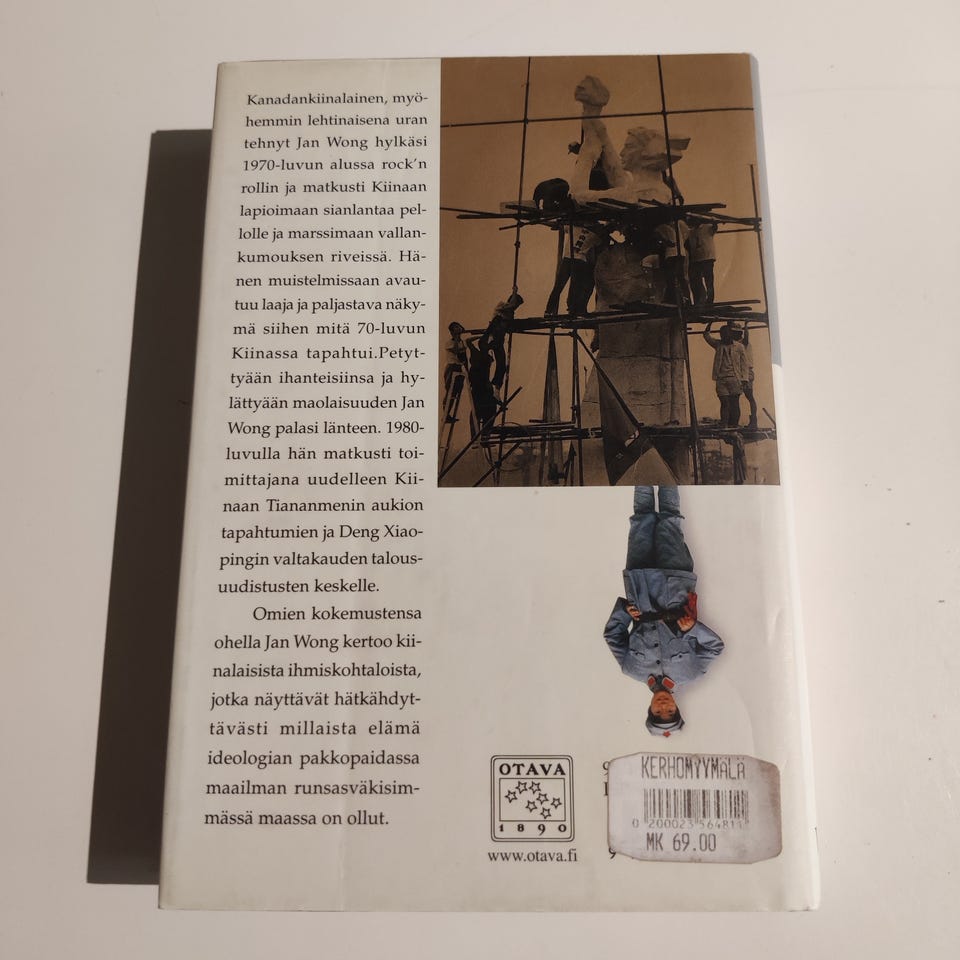 Kanadankiinalainen, myö-
hemmin lehtinaisena uran
tehnyt Jan Wong hylkäsi
1970-luvun alussa rock'n
rollin ja matkusti Kiinaan
lapioimaan sianlantaa pel-
lolle ja marssimaan vallan-
kumouksen riveissä. Hä-
nen muistelmissaan avau-
tuu laaja ja paljastava näky-
mä siihen mitä 70-luvun
Kiinassa tapahtui.Petyt-
tyään ihanteisiinsa ja hy-
lättyään maolaisuuden Jan
Wong palasi länteen. 1980-
luvulla hän matkusti toi-
mittajana uudelleen Kii-
naan Tiananmenin aukion
tapahtumien ja Deng Xiao-
pingin valtakauden talous-
uudistusten keskelle.
Omien kokemustensa
ohella Jan Wong kertoo kii-
nalaisista ihmiskohtaloista,
jotka näyttävät hätkähdyt-
tävästi millaista elämä
ideologian pakkopaidassa
maailman runsasväkisim-
mässä maassa on ollut.
OTAVA
1890
www.otava.fi
KERHOMYYMÄLÄ
MK 69.00